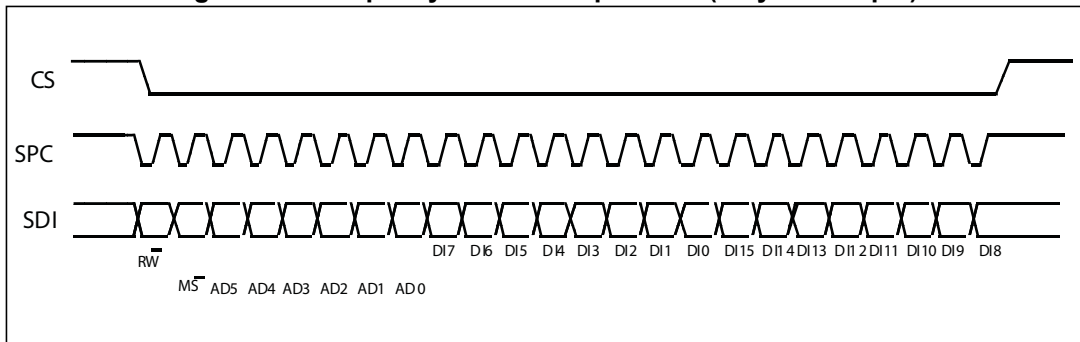 CS
SPC
SDI
RW
DI7 DI6 DI5 DI4 DI3 DI2 DI1 DI0 DI15 DI14 DI13 DI12 DI11 DI10 DI9 DI8
MS AD5 AD4 AD3 AD2 AD1 AD0